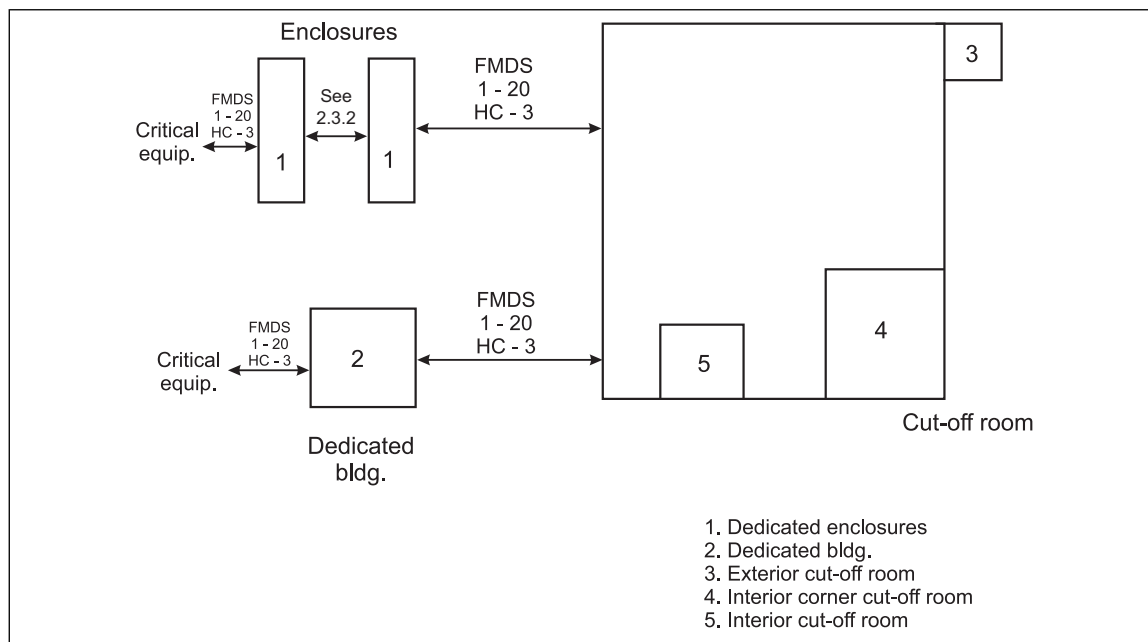 Enclosures
FMDS
1 - 20
HC - 3
Critical
equip.
1
See
2.3.2
1
FMDS
1 - 20
HC - 3
3
FMDS
1 - 20
HC - 3
Critical
equip.
2
Dedicated
bldg.
FMDS
1 - 20
HC - 3
5
4
Cut-off room
1. Dedicated enclosures
2. Dedicated bldg.
3. Exterior cut-off room
4. Interior corner cut-off room
5. Interior cut-off room